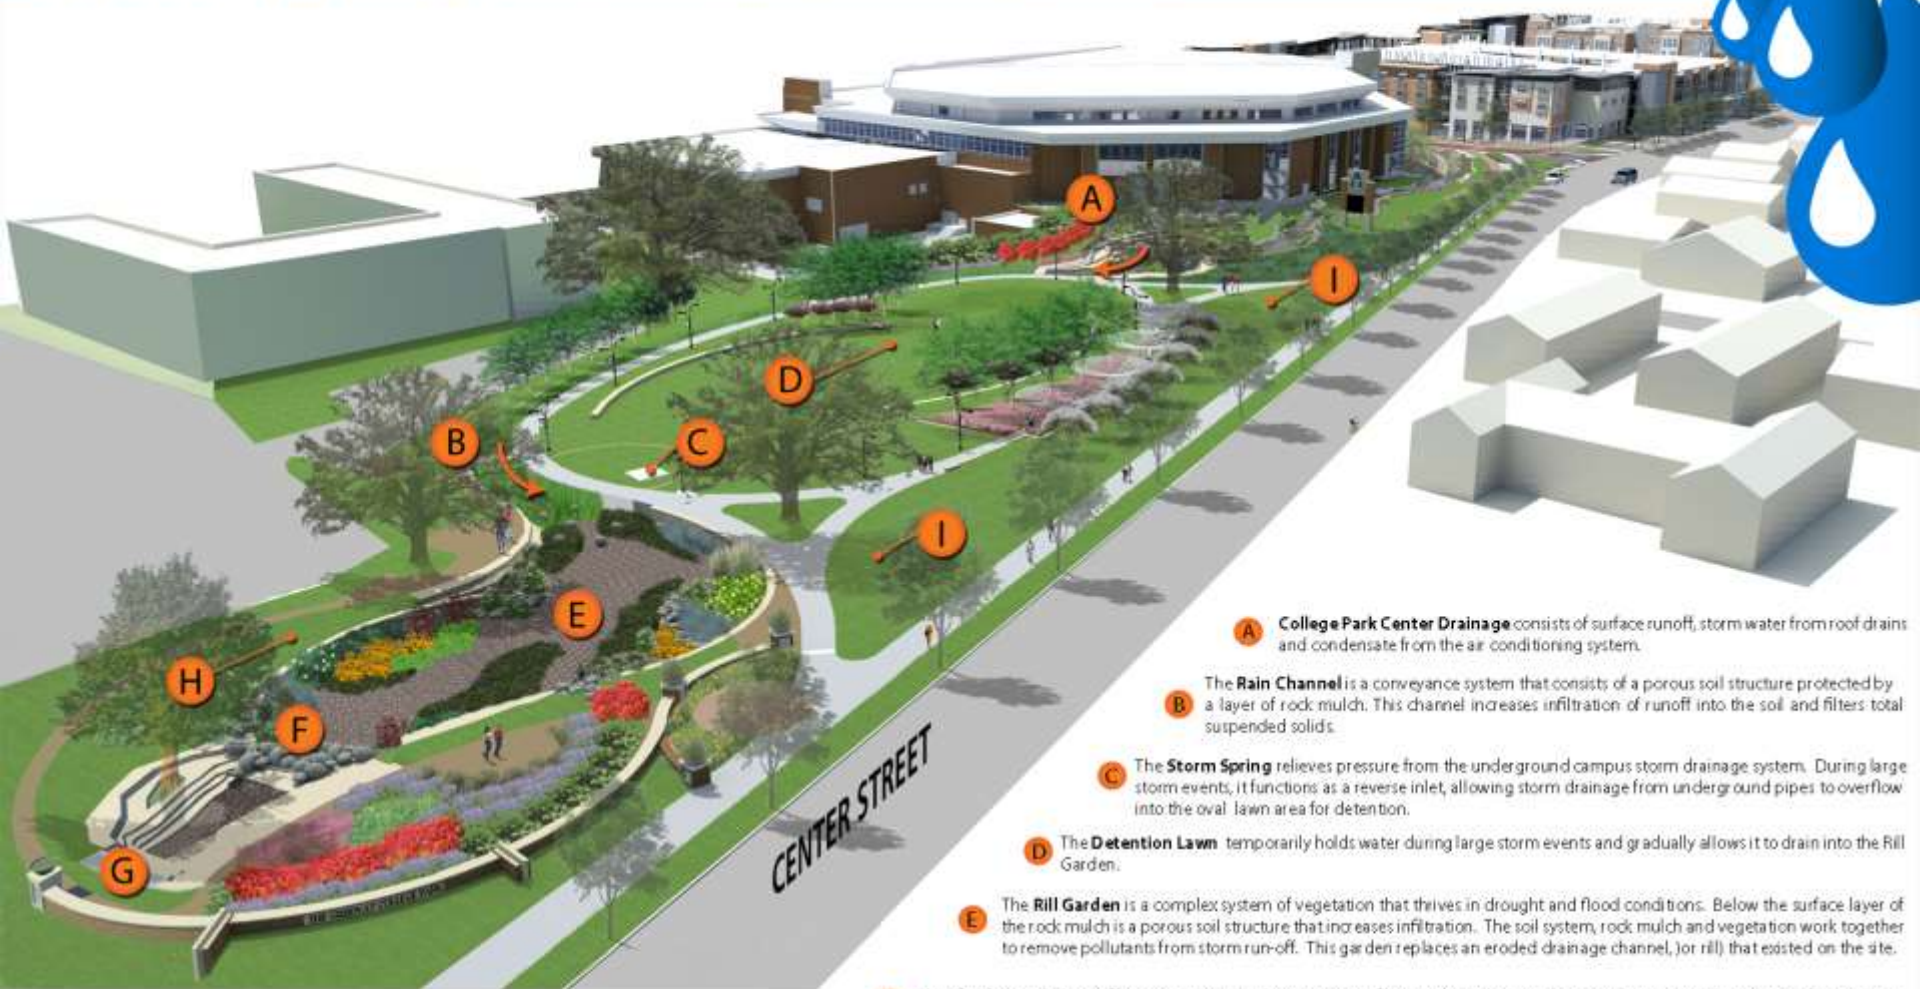 A
I
D
B
C
I
E
H
F
G
CENTER STREET
A College Park Center Drainage consists of surface runoff, storm water from roof drains
and condensate from the air conditioning system.
The Rain Channel is a conveyance system that consists of a porous soil structure protected by
B a layer of rock mulch. This channel increases infiltration of runoff into the soil and filters total
suspended solids.
C The Storm Spring relieves pressure from the underground campus storm drainage system. During large
storm events, it functions as a reverse inlet, allowing storm drainage from underground pipes to overflow
into the oval lawn area for detention.
D The Detention Lawn temporarily holds water during large storm events and gradually allows it to drain into the Rill
Garden.
The Rill Garden is a complex system of vegetation that thrives in drought and flood conditions. Below the surface layer of
E the rock mulch is a porous soil structure that increases infiltration. The soil system, rock mulch and vegetation work together
to remove pollutants from storm run-off. This garden replaces an eroded drainage channel, )or rill) that existed on the site.